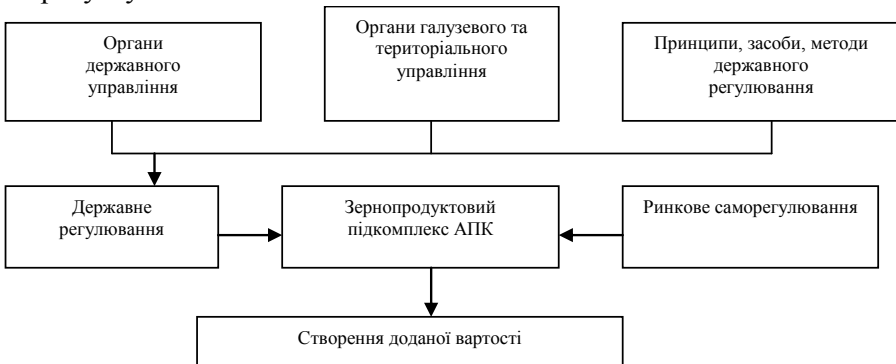 Органи
державного
управління
Органи галузевого та
територіального
управління
Принципи, засоби, методи
державного
регулювання
Державне
регулювання
Зернопродуктовий
підкомплекс АПК
Ринкове саморегулювання
Створення доданої вартості